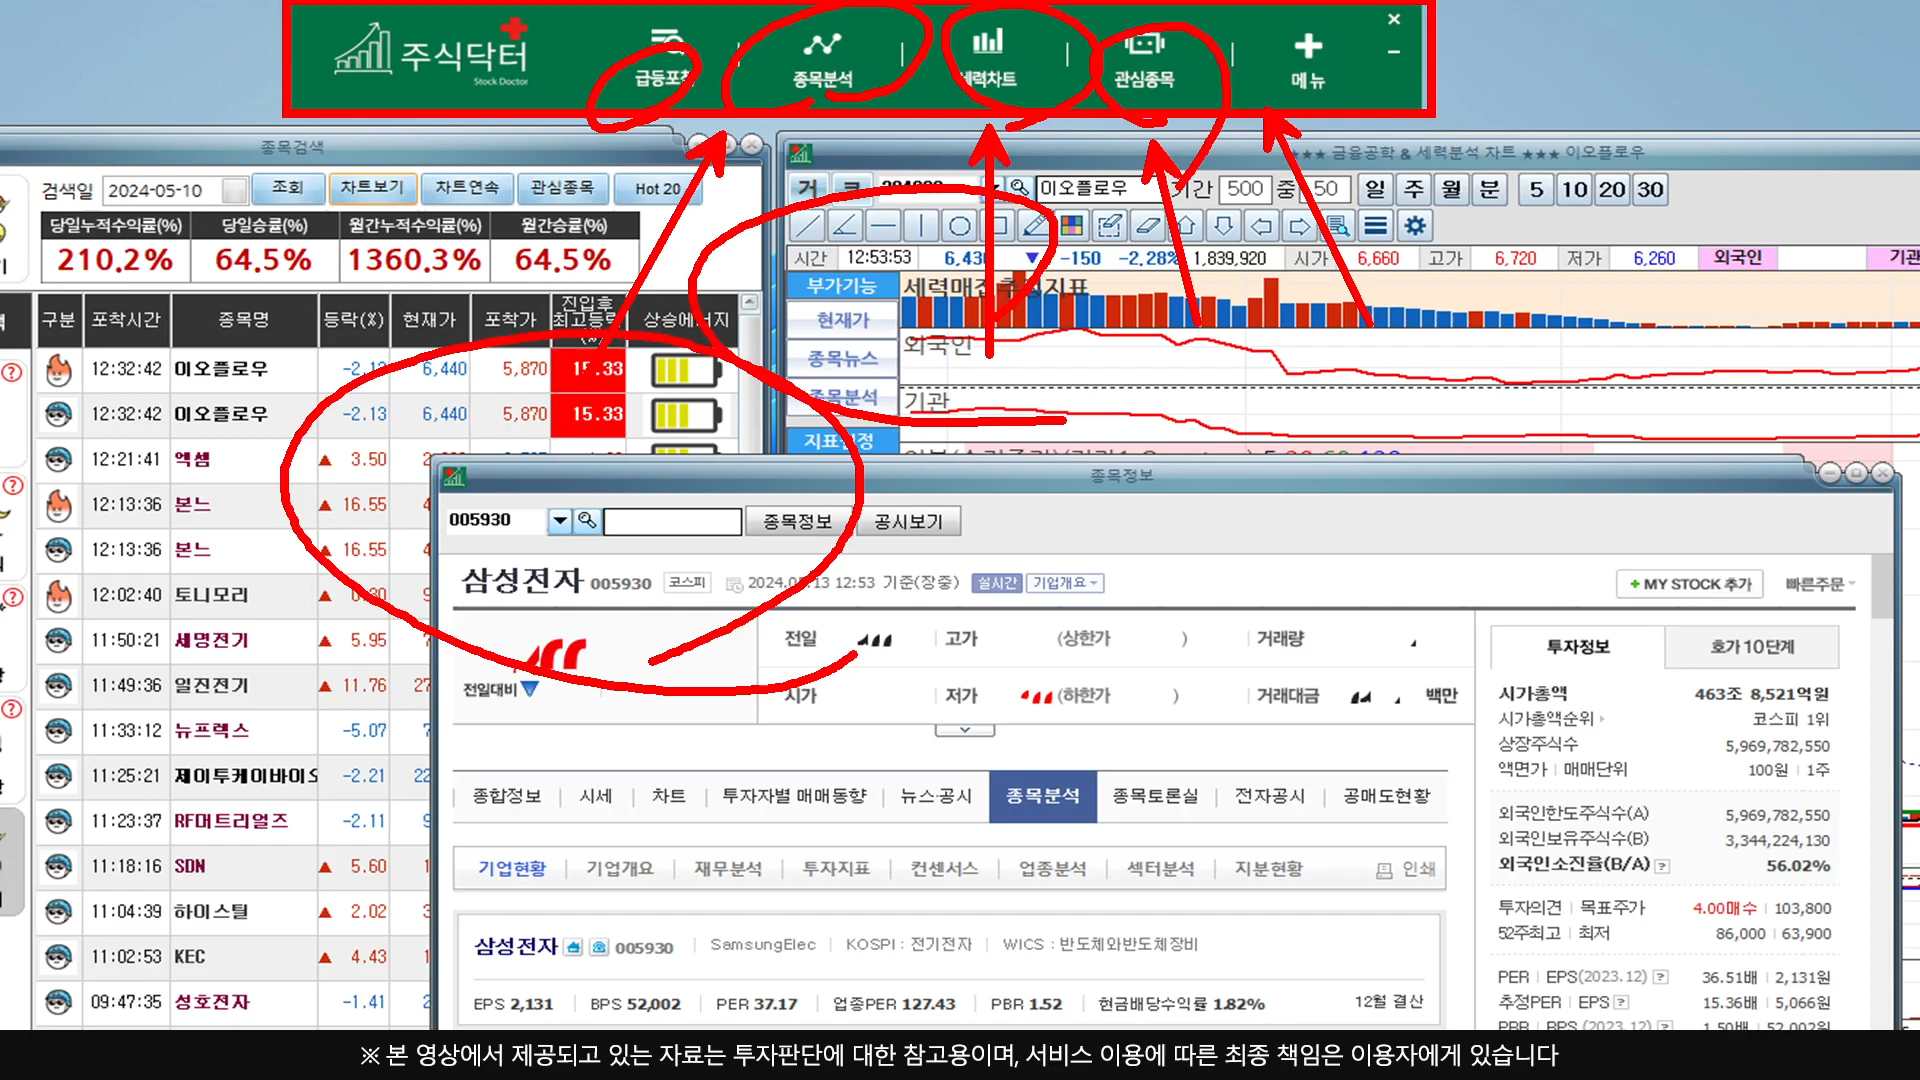 주식닥터
Stock Doctor
종목분석
관심종목
메뉴
종목검색
검색일 2024-05-10 조회 차트보기 차트연속 관심종목 Hot 20
당일누적수익률(%) 당일승률(%) 월간누적수익률(%) 월간승률(%)
210.2% 64.5% 1360.3% 64.5%
구분 포착시간 종목명 등락(%) 현재가 포착가 진입후
12:32:42 이오플로우 6,440 5,870
12:32:42 이오플로우 -2.13 6,440 5,870 15.33
12:21:41 엑셈 ▲ 3.50
12:13:36 본느 ▲ 16.55
12:13:36 본느 ▲ 16.55
12:02:40 토니모리 ▲
11:50:21 세명전기 ▲ 5.95
11:49:36 일진전기 ▲ 11.76
11:33:12 뉴프렉스 -5.07
11:25:21 제이투케이바이오 -2.21
11:23:37 RF머트리얼즈 -2.11
11:18:16 SDN ▲ 5.60
11:04:39 하이스틸 ▲ 2.02
11:02:53 KEC ▲ 4.43
09:47:35 성호전자 -1.41
★★★ 금융공학 & 세력분석 차트 ★★★ 이오플로우
이오플로우 500 50 일 주 월 분 5 10 20 30
시간 12:53:53 ▼ -150 -2.28% 1,839,920 시가 6,660 고가 6,720 저가 6,260 외국인 기관
부가기능
현재가
종목뉴스
종목분석
외국인
기관
종목정보
005930 종목정보 공시보기
삼성전자 005930 코스피 12:53 기준(장중) 실시간 기업개요
+ MY STOCK 추가 빠른주문
전일 고가 (상한가 ) 거래량
전일대비 ▼ 시가 저가 (하한가 ) 거래대금 백만
종합정보 시세 차트 투자자별 매매동향 뉴스·공시 종목분석 종목토론실 전자공시 공매도현황
기업현황 기업개요 재무분석 투자지표 컨센서스 업종분석 섹터분석 지분현황 인쇄
삼성전자 005930 SamsungElec KOSPI : 전기전자 WICS : 반도체와반도체장비
EPS 2,131 BPS 52,002 PER 37.17 업종PER 127.43 PBR 1.52 현금배당수익률 1.82% 12월 결산
투자정보 호가 10단계
시가총액 463조 8,521억원
시가총액순위 코스피 1위
상장주식수 5,969,782,550
액면가 | 매매단위 100원 | 1주
외국인한도주식수(A) 5,969,782,550
외국인보유주식수(B) 3,344,224,130
외국인소진율(B/A) ? 56.02%
투자의견 | 목표주가 4.00매수 | 103,800
52주최고 | 최저 86,000 | 63,900
PER | EPS(2023.12) ? 36.51배 | 2,131원
추정PER | EPS ? 15.36배 | 5,066원
※ 본 영상에서 제공되고 있는 자료는 투자판단에 대한 참고용이며, 서비스 이용에 따른 최종 책임은 이용자에게 있습니다